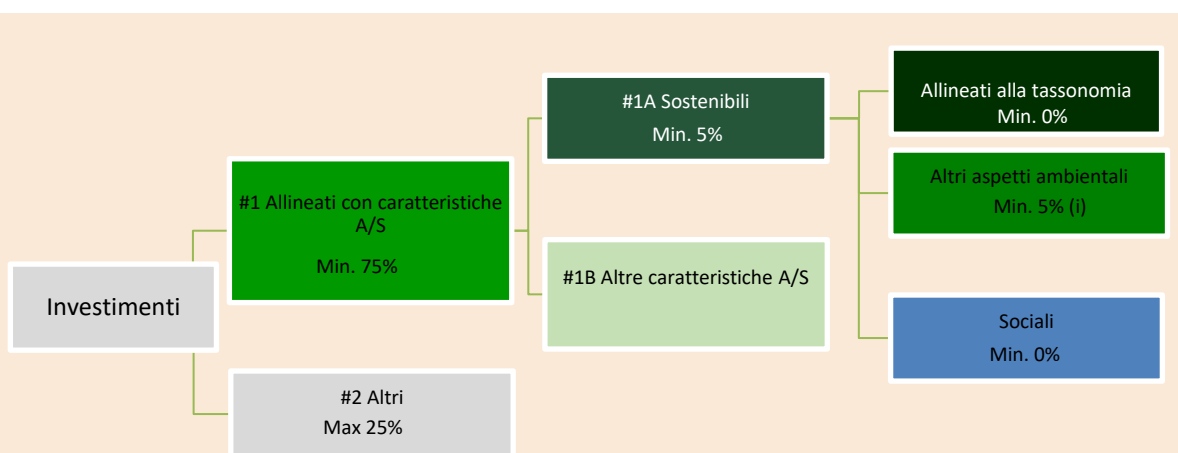 Investimenti
#1 Allineati con caratteristiche
A/S
Min. 75%
#2 Altri
Max 25%
#1A Sostenibili
Min. 5%
#1B Altre caratteristiche A/S
Allineati alla tassonomia
Min. 0%
Altri aspetti ambientali
Min. 5% (i)
Sociali
Min. 0%